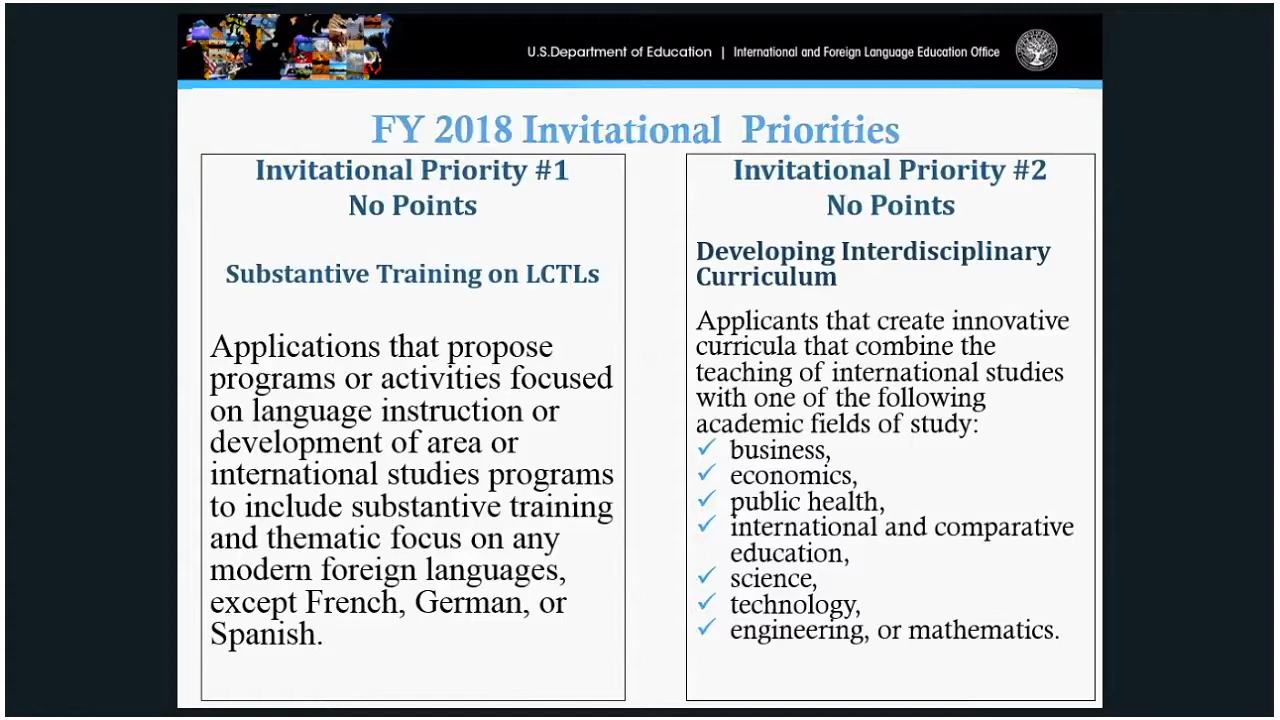 U.S.Department of Education | International and Foreign Language Education Office
FY 2018 Invitational Priorities
Invitational Priority #1
No Points
Substantive Training on LCTLs
Applications that propose
programs or activities focused
on language instruction or
development of area or
international studies programs
to include substantive training
and thematic focus on any
modern foreign languages,
except French, German, or
Spanish.
Invitational Priority #2
No Points
Developing Interdisciplinary
Curriculum
Applicants that create innovative
curricula that combine the
teaching of international studies
with one of the following
academic fields of study:
✓ business,
✓ economics,
✓ public health,
✓ international and comparative
education,
✓ science,
✓ technology,
✓ engineering, or mathematics.